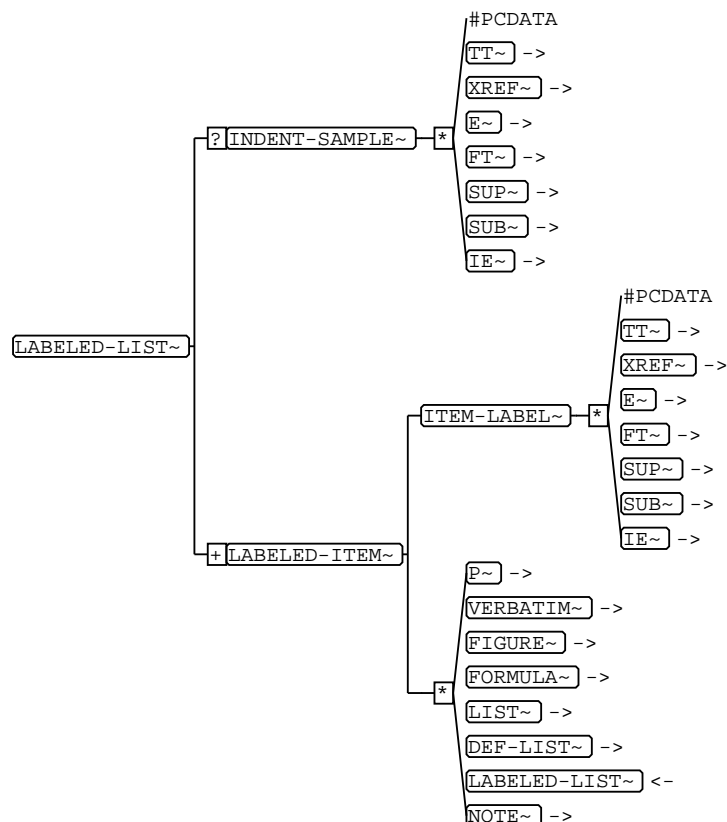 #PCDATA
TT~ ->
XREF~ ->
E~ ->
? INDENT-SAMPLE~ *
FT~ ->
SUP~ ->
SUB~ ->
IE~ ->
#PCDATA
TT~ ->
LABELED-LIST~
XREF~ ->
E~ ->
ITEM-LABEL~ *
FT~ ->
SUP~ ->
SUB~ ->
IE~ ->
+ LABELED-ITEM~
P~ ->
VERBATIM~ ->
FIGURE~ ->
FORMULA~ ->
*
LIST~ ->
DEF-LIST~ ->
LABELED-LIST~ <-
NOTE~ ->